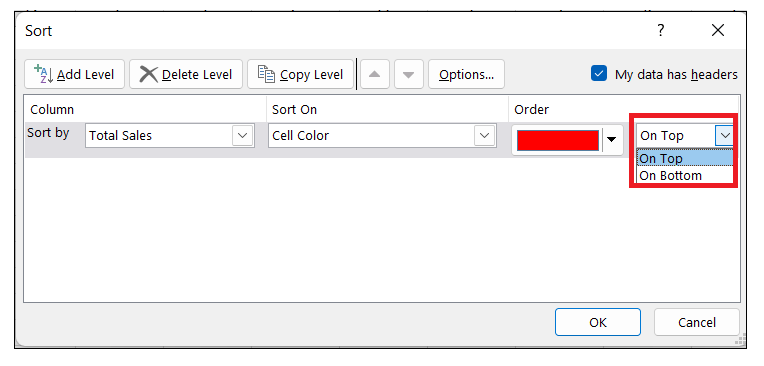 Sort ?
Add Level Delete Level Copy Level Options... My data has headers
Column Sort On Order
Sort by Total Sales Cell Color On Top
On Top
On Bottom
OK Cancel